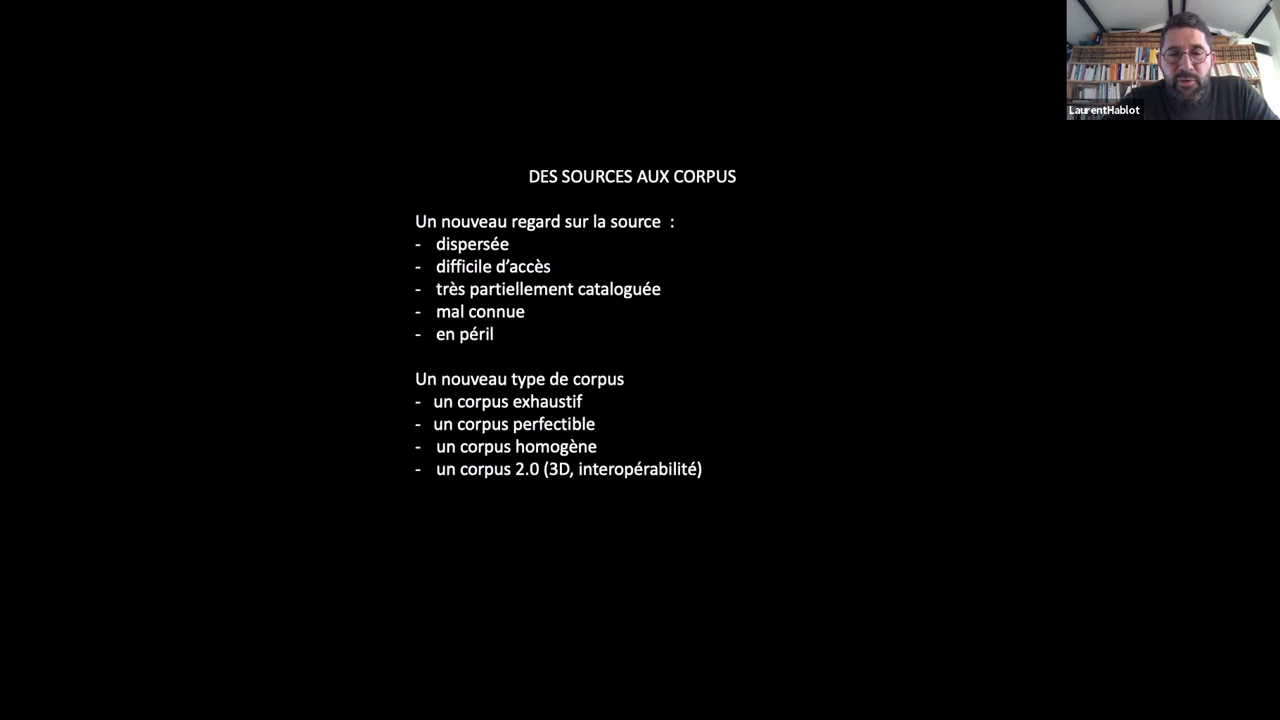 LaurentHablot
DES SOURCES AUX CORPUS
Un nouveau regard sur la source :
- dispersée
- difficile d’accès
- très partiellement cataloguée
- mal connue
- en péril
Un nouveau type de corpus
- un corpus exhaustif
- un corpus perfectible
- un corpus homogène
- un corpus 2.0 (3D, interopérabilité)